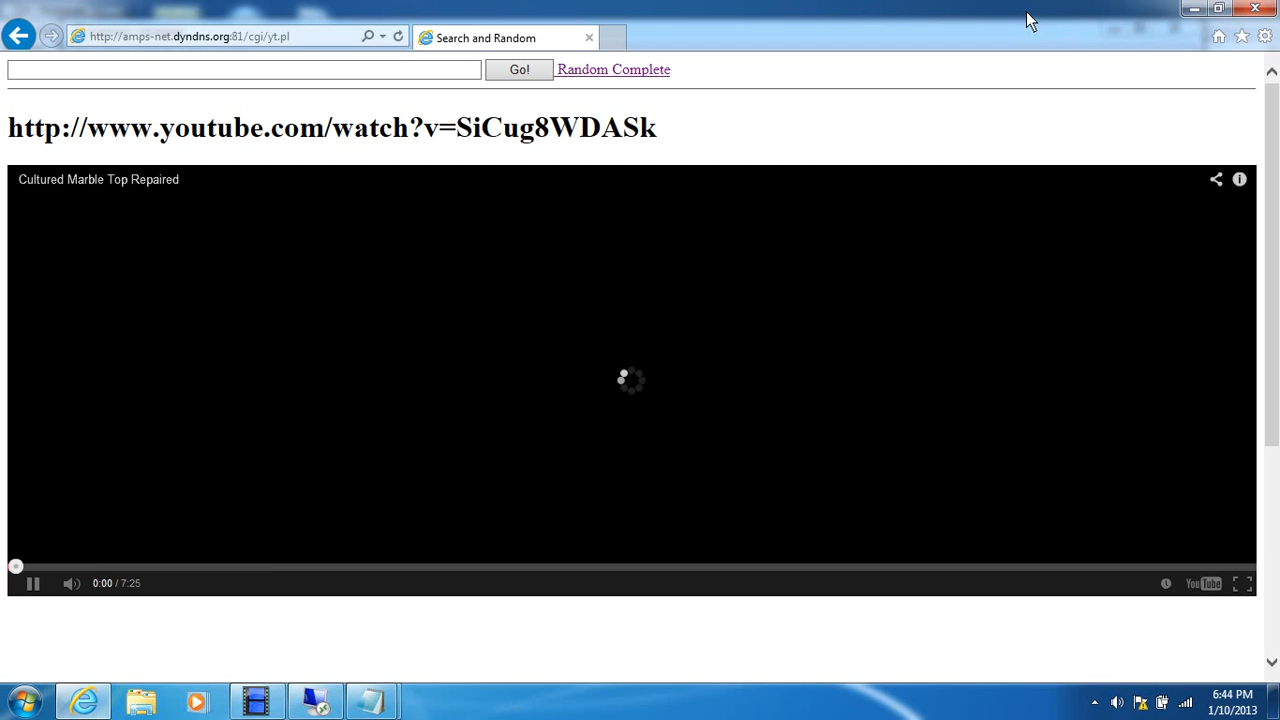 http://amps-net.dyndns.org:81/cgi/yt.pl
Search and Random
Go!
Random Complete
http://www.youtube.com/watch?v=SiCug8WDASk
Cultured Marble Top Repaired
0:00 / 7:25
YouTube
6:44 PM
1/10/2013